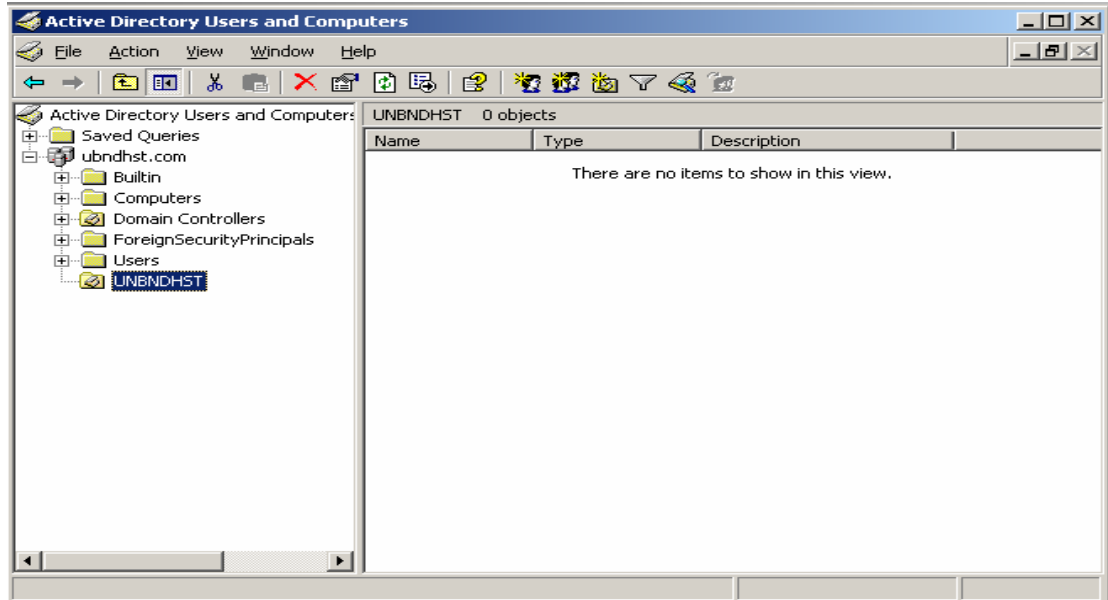 Active Directory Users and Computers
File Action View Window Help
Active Directory Users and Computers
Saved Queries
ubndhst.com
Builtin
Computers
Domain Controllers
ForeignSecurityPrincipals
Users
UNBNDHST
UNBNDHST 0 objects
Name Type Description
There are no items to show in this view.